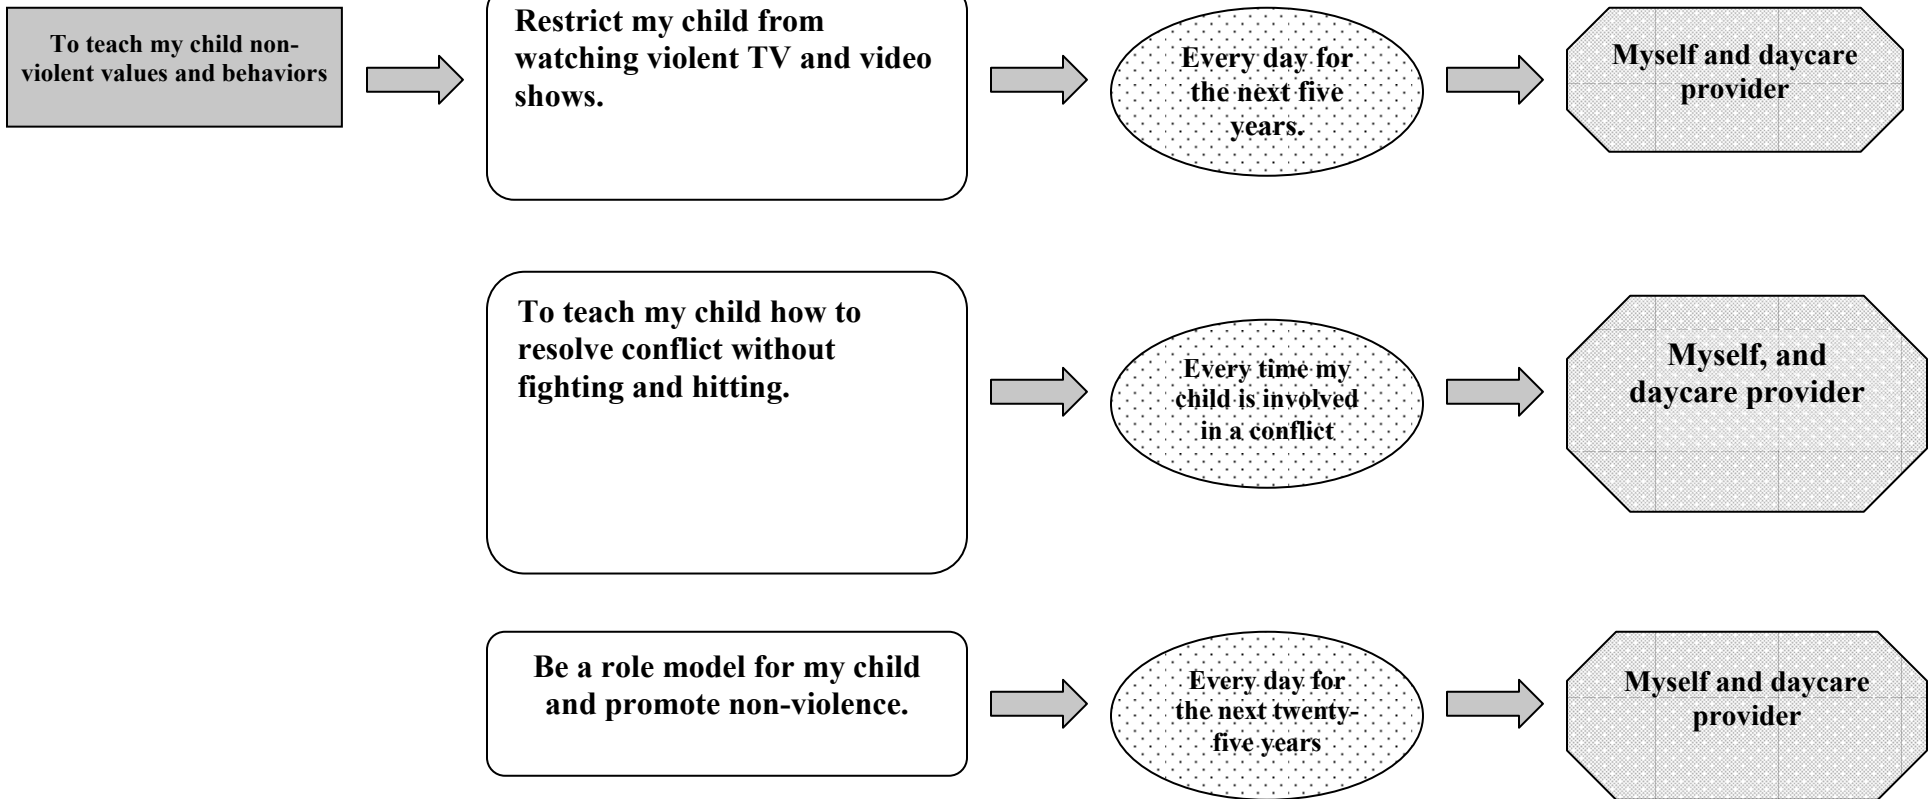 To teach my child non-
violent values and behaviors
Restrict my child from
watching violent TV and video
shows.
Every day for
the next five
years.
Myself and daycare
provider
To teach my child how to
resolve conflict without
fighting and hitting.
Every time my
child is involved
in a conflict
Myself, and
daycare provider
Be a role model for my child
and promote non-violence.
Every day for
the next twenty-
five years
Myself and daycare
provider